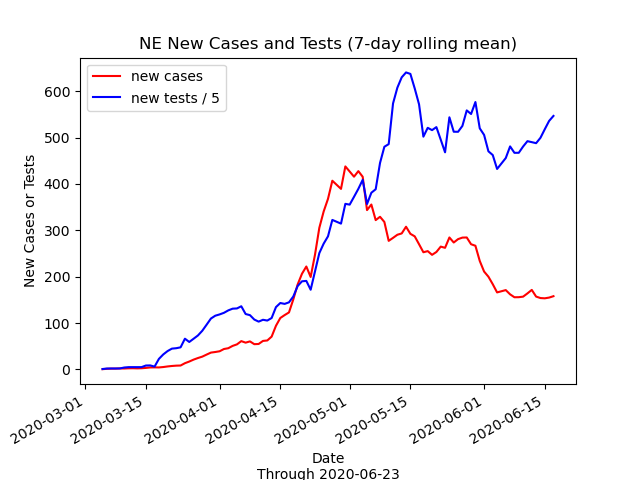 NE New Cases and Tests (7-day rolling mean)
new cases
new tests / 5
New Cases or Tests
600
500
400
300
200
100
0
2020-03-01
2020-03-15
2020-04-01
2020-04-15
2020-05-01
2020-05-15
2020-06-01
2020-06-15
Date
Through 2020-06-23